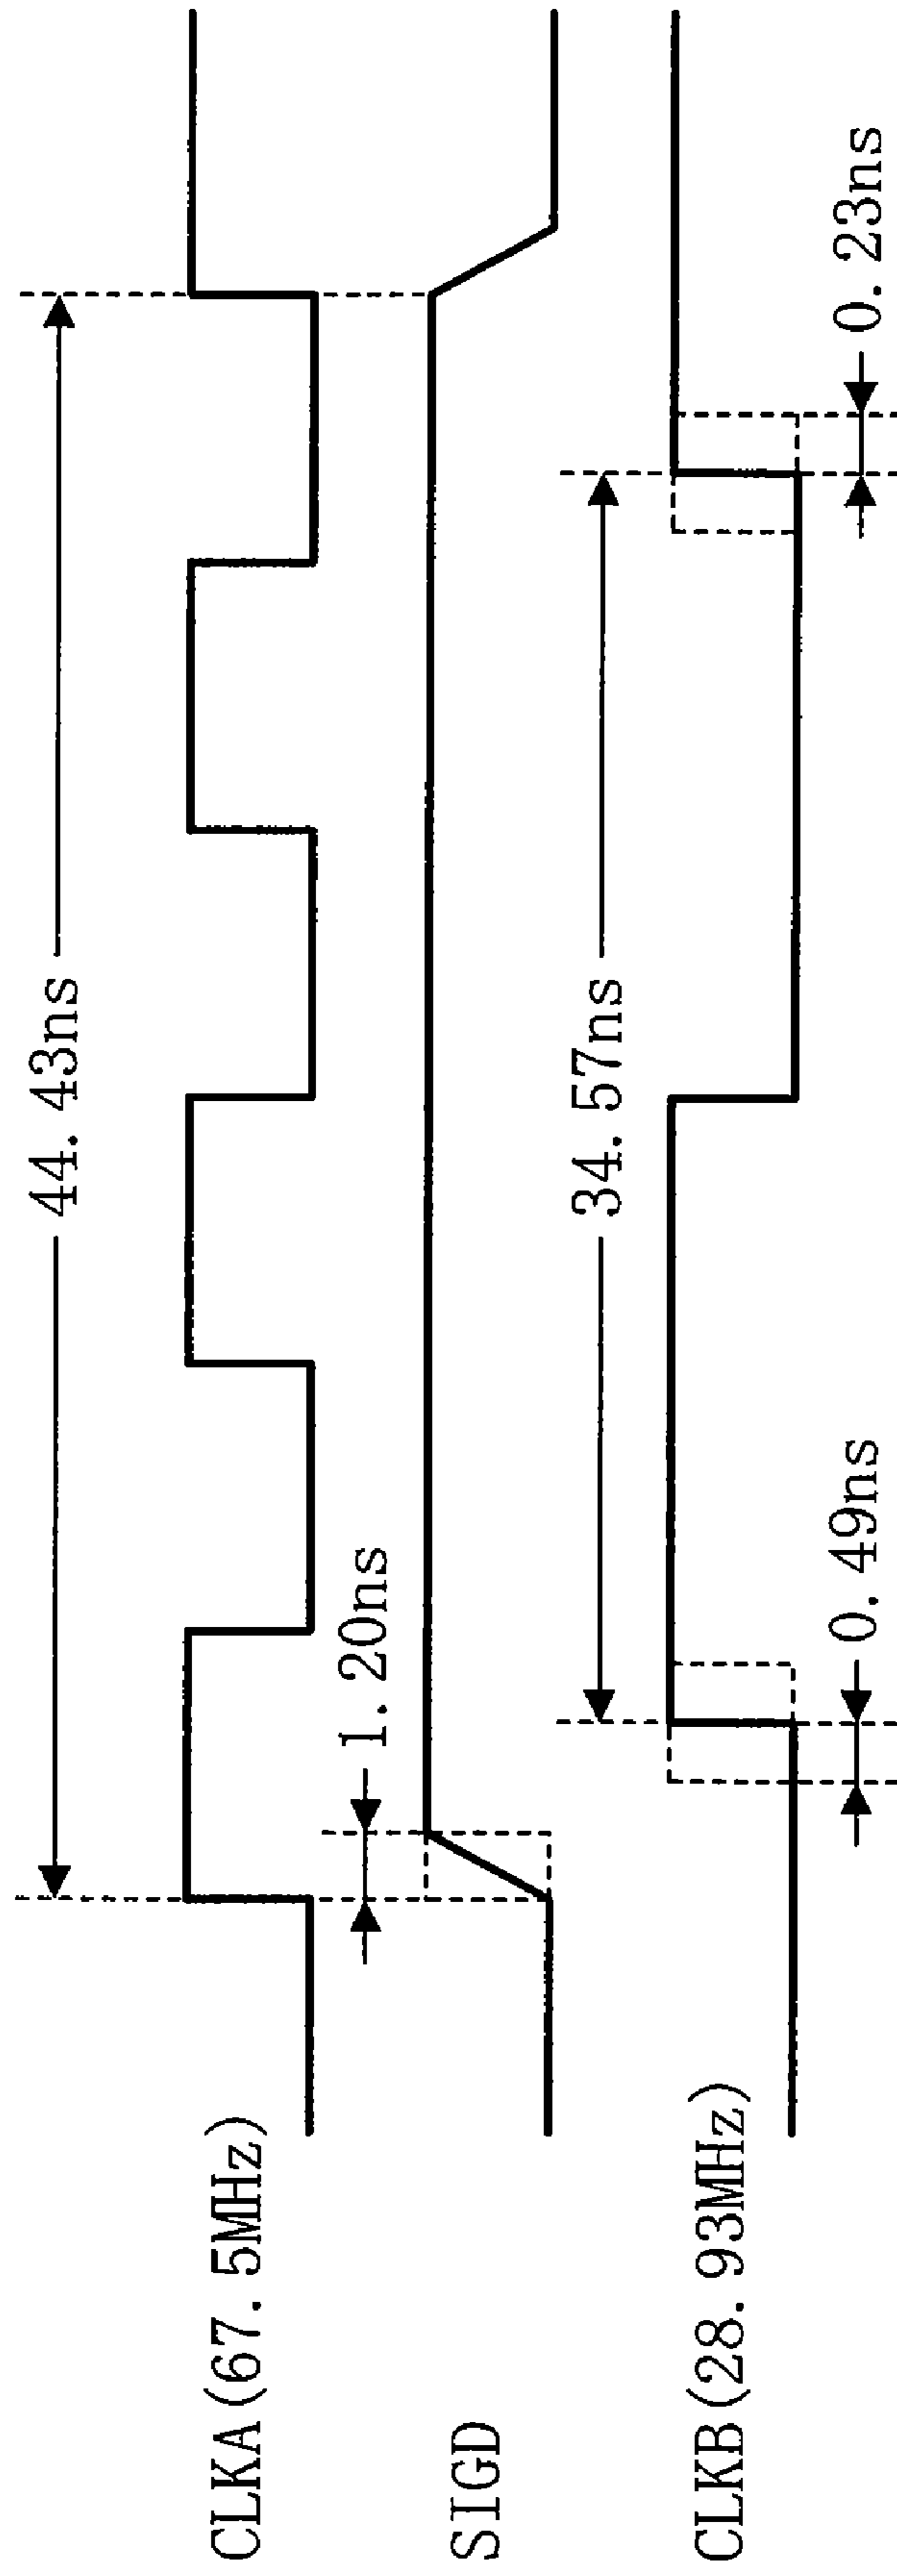 44. 43ns
CLKA(67. 5MHz)
1. 20ns
SIGD
34. 57ns
CLKB(28. 93MHz)
0. 49ns
0. 23ns